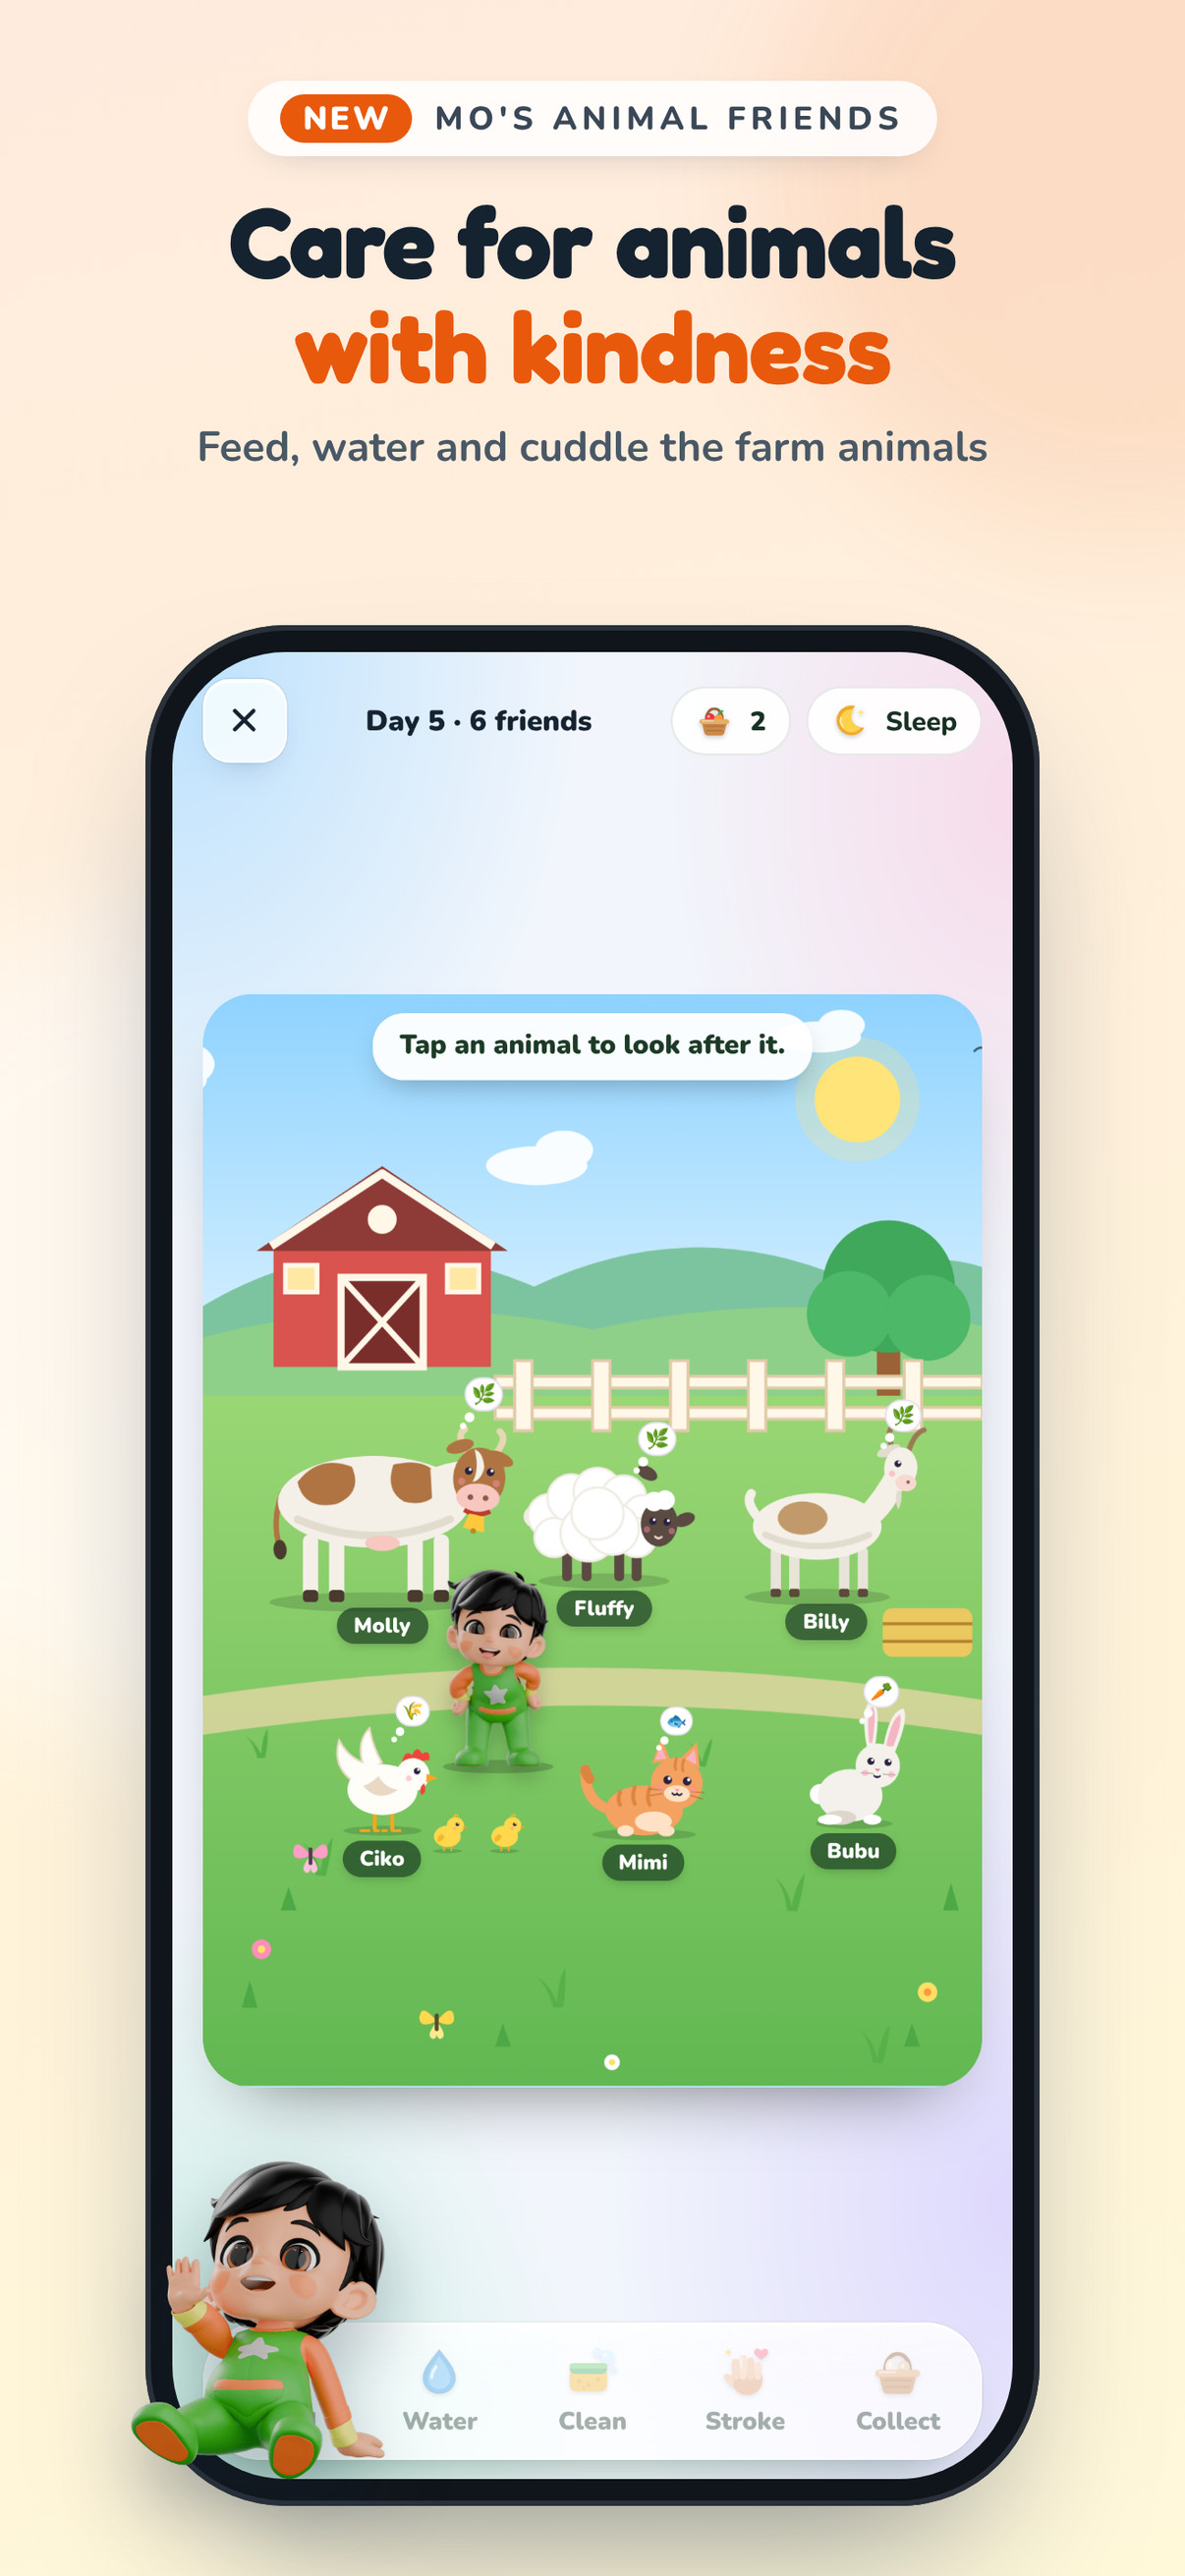 NEW MO'S ANIMAL FRIENDS
Care for animals
with kindness
Feed, water and cuddle the farm animals
Day 5 · 6 friends
2
Sleep
Tap an animal to look after it.
Molly
Fluffy
Billy
Ciko
Mimi
Bubu
Water
Clean
Stroke
Collect